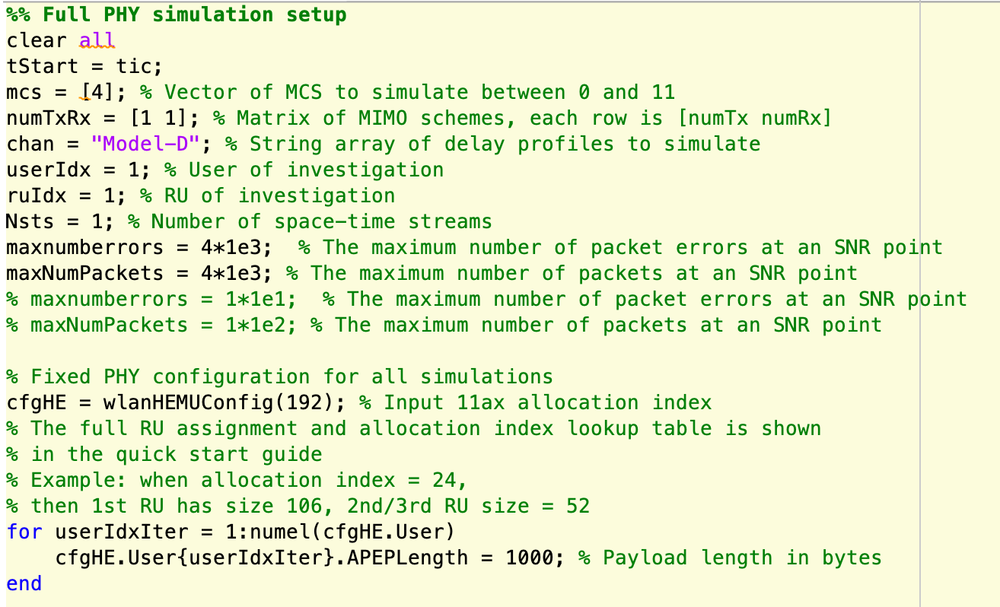 %% Full PHY simulation setup
clear all
tStart = tic;
mcs = [4]; % Vector of MCS to simulate between 0 and 11
numTxRx = [1 1]; % Matrix of MIMO schemes, each row is [numTx numRx]
chan = "Model-D"; % String array of delay profiles to simulate
userIdx = 1; % User of investigation
ruIdx = 1; % RU of investigation
Nsts = 1; % Number of space-time streams
maxnumberrors = 4*1e3;  % The maximum number of packet errors at an SNR point
maxNumPackets = 4*1e3; % The maximum number of packets at an SNR point
% maxnumberrors = 1*1e1;  % The maximum number of packet errors at an SNR point
% maxNumPackets = 1*1e2; % The maximum number of packets at an SNR point

% Fixed PHY configuration for all simulations
cfgHE = wlanHEMUConfig(192); % Input 11ax allocation index
% The full RU assignment and allocation index lookup table is shown
% in the quick start guide
% Example: when allocation index = 24,
% then 1st RU has size 106, 2nd/3rd RU size = 52
for userIdxIter = 1:numel(cfgHE.User)
    cfgHE.User{userIdxIter}.APEPLength = 1000; % Payload length in bytes
end